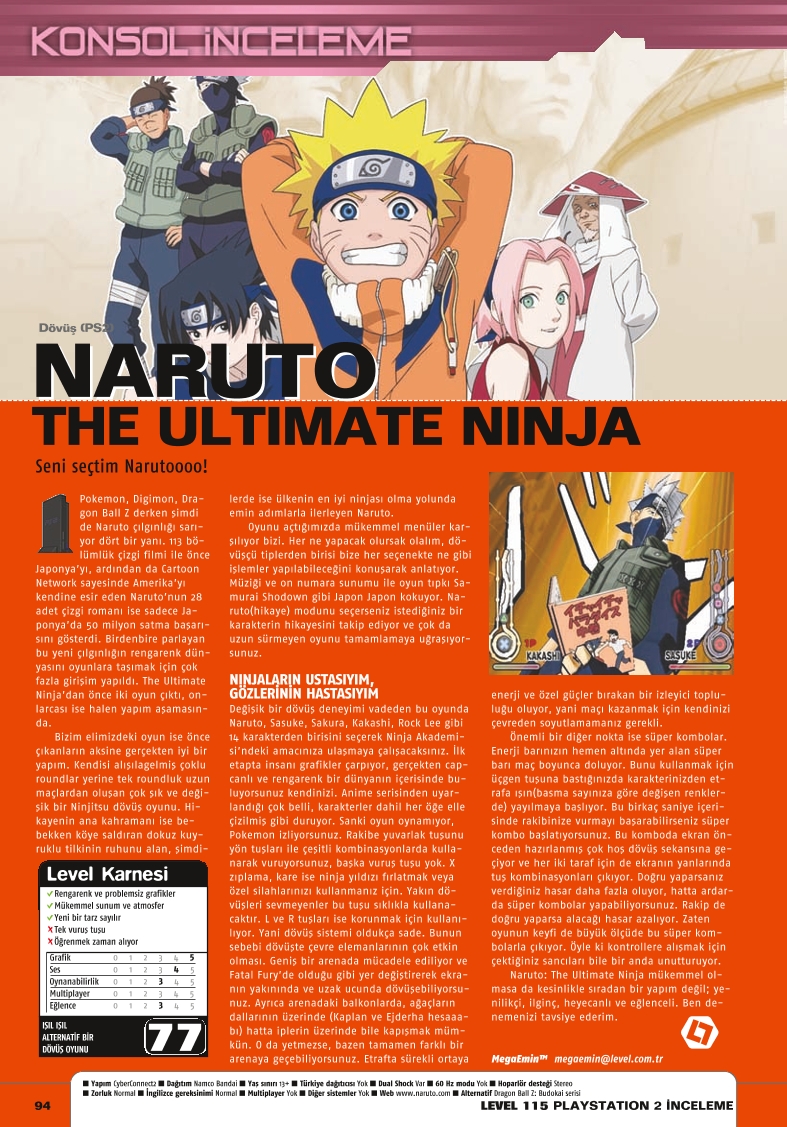 KONSOL İNCELEME
Dövüş (PS2)
NARUTO
THE ULTIMATE NINJA
Seni seçtim Narutoooo!
Pokemon, Digimon, Dra-
gon Ball Z derken şimdi
de Naruto çılgınlığı sarı-
yor dört bir yanı. 113 bö-
lümlük çizgi filmi ile önce
Japonya'yı, ardından da Cartoon
Network sayesinde Amerika'yı
kendine esir eden Naruto'nun 28
adet çizgi romanı ise sadece Ja-
ponya'da 50 milyon satma başarı-
sını gösterdi. Birdenbire parlayan
bu yeni çılgınlığın rengarenk dün-
yasını oyunlara taşımak için çok
fazla girişim yapıldı. The Ultimate
Ninja'dan önce iki oyun çıktı, on-
larcası ise halen yapım aşamasın-
da.
Bizim elimizdeki oyun ise önce
çıkanların aksine gerçekten iyi bir
yapım. Kendisi alışılagelmiş çoklu
roundlar yerine tek roundluk uzun
maçlardan oluşan çok şık ve deği-
şik bir Ninjitsu dövüş oyunu. Hi-
kayenin ana kahramanı ise be-
bekken köye saldıran dokuz kuy-
ruklu tilkinin ruhunu alan, şimdi-
Level Karnesi
Rengarenk ve problemsiz grafikler
Mükemmel sunum ve atmosfer
Yeni bir tarz sayılır
Tek vuruş tuşu
Öğrenmek zaman alıyor
Grafik 0 1 2 3 4 5
Ses 0 1 2 3 4 5
Oynanabilirlik 0 1 2 3 4 5
Multiplayer 0 1 2 3 4 5
Eğlence 0 1 2 3 4 5
IŞIL IŞIL
ALTERNATİF BİR
DÖVÜŞ OYUNU
77
lerde ise ülkenin en iyi ninjası olma yolunda
emin adımlarla ilerleyen Naruto.
Oyunu açtığımızda mükemmel menüler kar-
şılıyor bizi. Her ne yapacak olursak olalım, dö-
vüşçü tiplerden birisi bize her seçenekte ne gibi
işlemler yapılabileceğini konuşarak anlatıyor.
Müziği ve on numara sunumu ile oyun tıpkı Sa-
murai Shodown gibi Japon Japon kokuyor. Na-
ruto(hikaye) modunu seçerseniz istediğiniz bir
karakterin hikayesini takip ediyor ve çok da
uzun sürmeyen oyunu tamamlamaya uğraşıyor-
sunuz.
NINJALARIN USTASIYIM,
GÖZLERİNİN HASTASIYIM
Değişik bir dövüş deneyimi vadeden bu oyunda
Naruto, Sasuke, Sakura, Kakashi, Rock Lee gibi
14 karakterden birisini seçerek Ninja Akademi-
si'ndeki amacınıza ulaşmaya çalışacaksınız. İlk
etapta insanı grafikler çarpıyor, gerçekten cap-
canlı ve rengarenk bir dünyanın içerisinde bu-
luyorsunuz kendinizi. Anime serisinden uyar-
landığı çok belli, karakterler dahil her öğe elle
çizilmiş gibi duruyor. Sanki oyun oynamıyor,
Pokemon izliyorsunuz. Rakibe yuvarlak tuşunu
yön tuşları ile çeşitli kombinasyonlarda kulla-
narak vuruyorsunuz, başka vuruş tuşu yok. X
zıplama, kare ise ninja yıldızı fırlatmak veya
özel silahlarınızı kullanmanız için. Yakın dö-
vüşleri sevmeyenler bu tuşu sıklıkla kullana-
caktır. L ve R tuşları ise korunmak için kullanı-
lıyor. Yani dövüş sistemi oldukça sade. Bunun
sebebi dövüşte çevre elemanlarının çok etkin
olması. Geniş bir arenada mücadele ediliyor ve
Fatal Fury'de olduğu gibi yer değiştirerek ekra-
nın yakınında ve uzak ucunda dövüşebiliyorsu-
nuz. Ayrıca arenadaki balkonlarda, ağaçların
dallarının üzerinde (Kaplan ve Ejderha hesaaa-
bı) hatta iplerin üzerinde bile kapışmak müm-
kün. O da yetmezse, bazen tamamen farklı bir
arenaya geçebiliyorsunuz. Etrafta sürekli ortaya
イチャイチャ
パラダイス
1P
KAKASHI
2P
SASUKE
enerji ve özel güçler bırakan bir izleyici toplu-
luğu oluyor, yani maçı kazanmak için kendinizi
çevreden soyutlamamanız gerekli.
Önemli bir diğer nokta ise süper kombolar.
Enerji barınızın hemen altında yer alan süper
barı maç boyunca doluyor. Bunu kullanmak için
üçgen tuşuna bastığınızda karakterinizden et-
rafa ışın(basma sayınıza göre değişen renkler-
de) yayılmaya başlıyor. Bu birkaç saniye içeri-
sinde rakibinize vurmayı başarabilirseniz süper
kombo başlatıyorsunuz. Bu komboda ekran ön-
ceden hazırlanmış çok hoş dövüş sekansına ge-
çiyor ve her iki taraf için de ekranın yanlarında
tuş kombinasyonları çıkıyor. Doğru yaparsanız
verdiğiniz hasar daha fazla oluyor, hatta ardar-
da süper kombolar yapabiliyorsunuz. Rakip de
doğru yaparsa alacağı hasar azalıyor. Zaten
oyunun keyfi de büyük ölçüde bu süper kom-
bolarla çıkıyor. Öyle ki kontrollere alışmak için
çektiğiniz sancıları bile bir anda unutturuyor.
Naruto: The Ultimate Ninja mükemmel ol-
masa da kesinlikle sıradan bir yapım değil; ye-
nilikçi, ilginç, heyecanlı ve eğlenceli. Ben de-
nemenizi tavsiye ederim.
MegaEmin™ megaemin@level.com.tr
■ Yapım CyberConnect2 ■ Dağıtım Namco Bandai ■ Yaş sınırı 13+ ■ Türkiye dağıtıcısı Yok ■ Dual Shock Var ■ 60 Hz modu Yok ■ Hoparlör desteği Stereo
■ Zorluk Normal ■ İngilizce gereksinimi Normal ■ Multiplayer Yok ■ Diğer sistemler Yok ■ Web www.naruto.com ■ Alternatif Dragon Ball Z: Budokai serisi
94
LEVEL 115 PLAYSTATION 2 İNCELEME